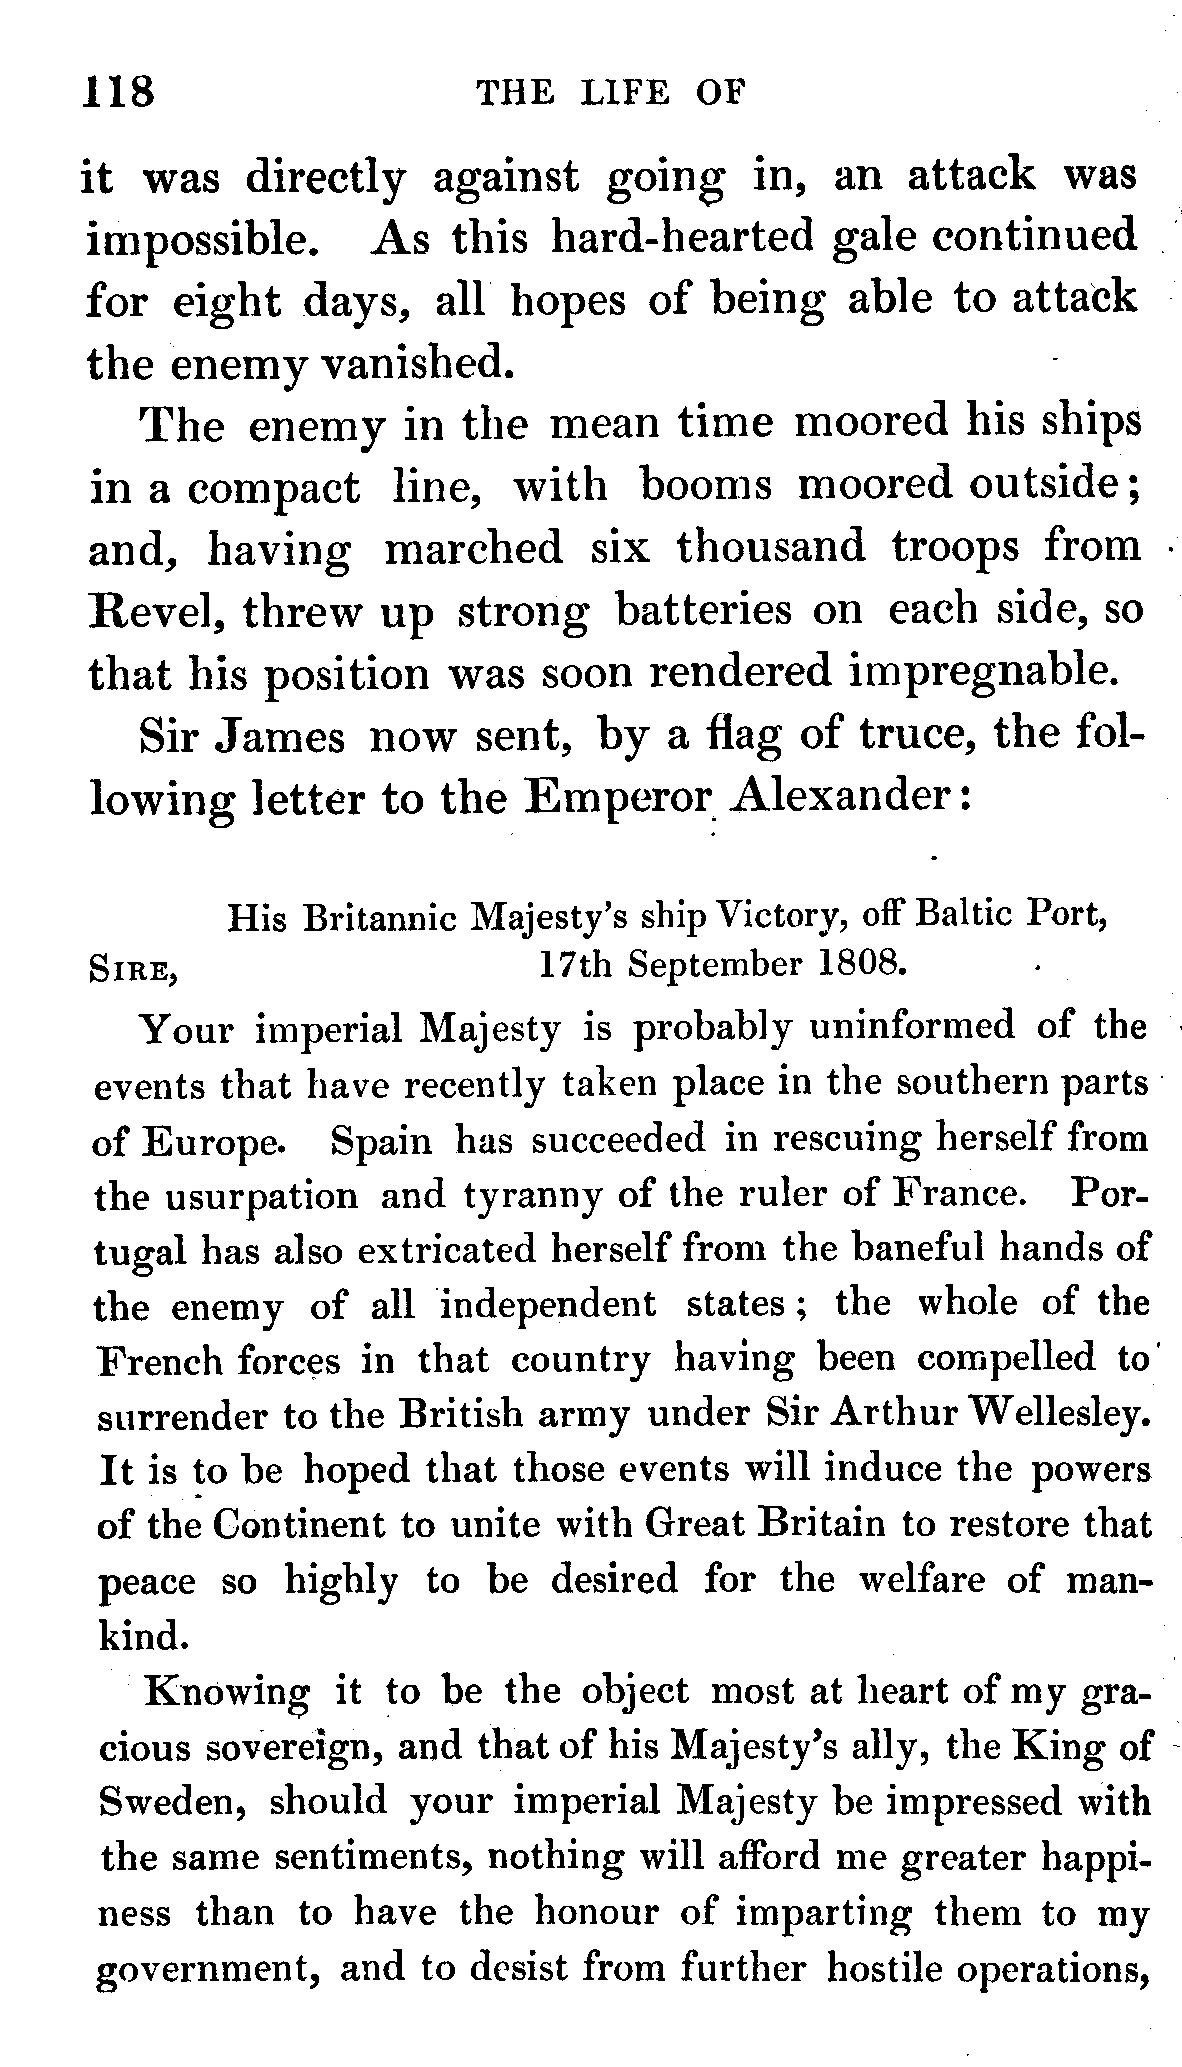 118 THE LIFE OF
it was directly against going in, an attack was
impossible. As this hard-hearted gale continued
for eight days, all hopes of being able to attack
the enemy vanished.
The enemy in the mean time moored his ships
in a compact line, with booms moored outside;
and, having marched six thousand troops from
Revel, threw up strong batteries on each side, so
that his position was soon rendered impregnable.
Sir James now sent, by a flag of truce, the fol-
lowing letter to the Emperor Alexander:
His Britannic Majesty's ship Victory, off Baltic Port,
SIRE, 17th September 1808.
Your imperial Majesty is probably uninformed of the
events that have recently taken place in the southern parts
of Europe. Spain has succeeded in rescuing herself from
the usurpation and tyranny of the ruler of France. Por-
tugal has also extricated herself from the baneful hands of
the enemy of all independent states; the whole of the
French forces in that country having been compelled to
surrender to the British army under Sir Arthur Wellesley.
It is to be hoped that those events will induce the powers
of the Continent to unite with Great Britain to restore that
peace so highly to be desired for the welfare of man-
kind.
Knowing it to be the object most at heart of my gra-
cious sovereign, and that of his Majesty's ally, the King of
Sweden, should your imperial Majesty be impressed with
the same sentiments, nothing will afford me greater happi-
ness than to have the honour of imparting them to my
government, and to desist from further hostile operations,